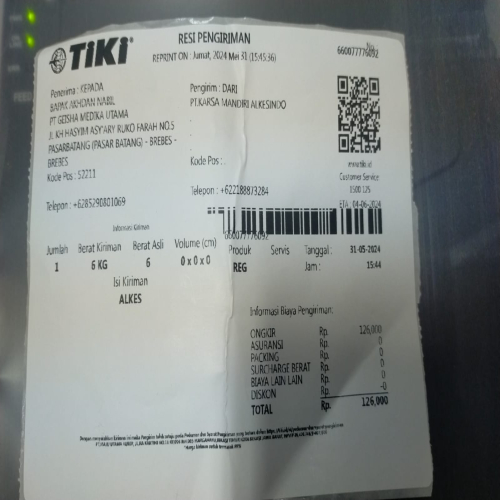 TiKi
RESI PENGIRIMAN
REPRINT ON : Jumat, 2024 Mei 31 (15:45:36)
660077776092
Penerima : KEPADA
BAPAK AKHDAN NABIL
PT GEISHA MEDIKA UTAMA
JL. KH HASYIM ASY'ARY RUKO FARAH NO.5
PASARBATANG (PASAR BATANG) - BREBES -
BREBES
Kode Pos : 52211
Telepon : +6285290801069
Pengirim : DARI
PT.KARSA MANDIRI ALKESINDO
Kode Pos : .
Telepon : +622188873284
www.tiki.id
Customer Service
1500 125
ETA : 04-06-2024
660077776092
Informasi Kiriman
Jumlah Berat Kiriman Berat Asli Volume (cm) Produk Servis Tanggal : 31-05-2024
1 6 KG 6 0 x 0 x 0 REG Jam : 15:44
Isi Kiriman
ALKES
Informasi Biaya Pengiriman:
ONGKIR Rp. 126,000
ASURANSI Rp. 0
PACKING Rp. 0
SURCHARGE BERAT Rp. 0
BIAYA LAIN LAIN Rp. 0
DISKON Rp. -0
TOTAL Rp. 126,000